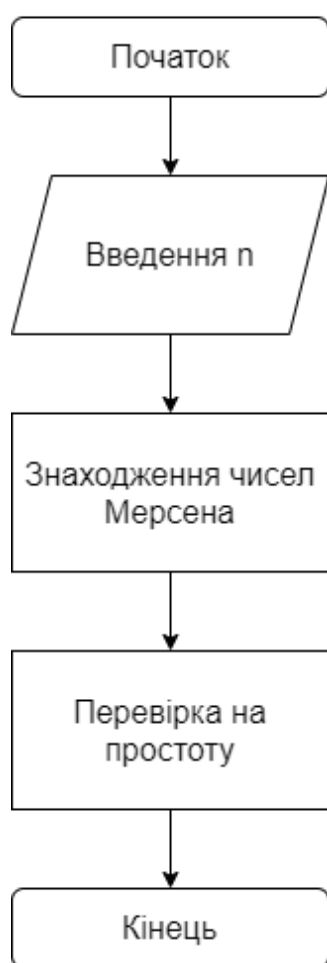 Початок
Введення n
Знаходження чисел
Мерсена
Перевірка на
простоту
Кінець